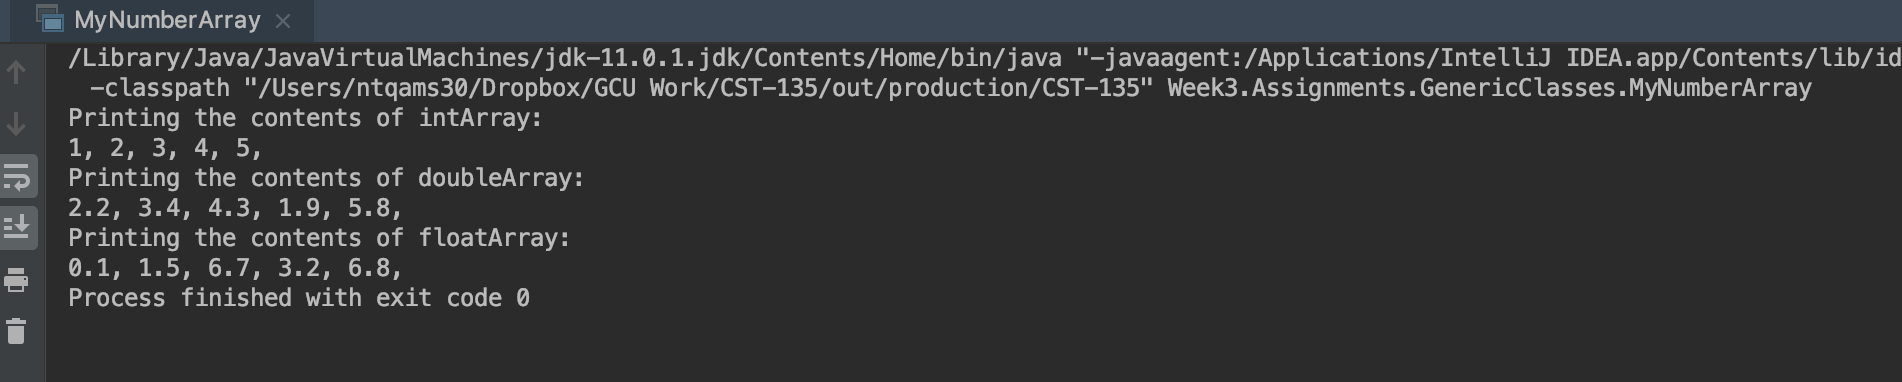 MyNumberArray
/Library/Java/JavaVirtualMachines/jdk-11.0.1.jdk/Contents/Home/bin/java "-javaagent:/Applications/IntelliJ IDEA.app/Contents/lib/id
-classpath "/Users/ntqams30/Dropbox/GCU Work/CST-135/out/production/CST-135" Week3.Assignments.GenericClasses.MyNumberArray
Printing the contents of intArray:
1, 2, 3, 4, 5,
Printing the contents of doubleArray:
2.2, 3.4, 4.3, 1.9, 5.8,
Printing the contents of floatArray:
0.1, 1.5, 6.7, 3.2, 6.8,
Process finished with exit code 0